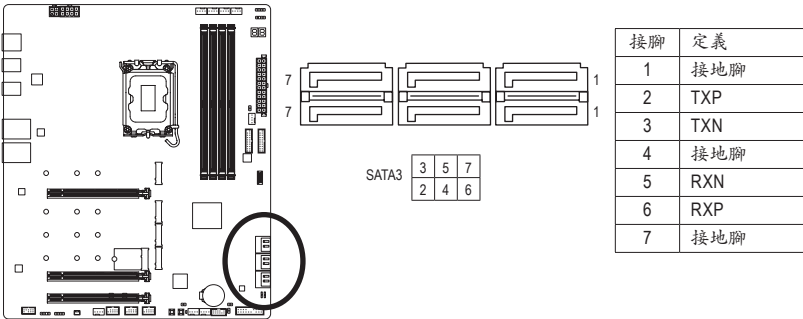 7 1
7 1
SATA3
3 5 7
2 4 6
接腳 定義
1 接地腳
2 TXP
3 TXN
4 接地腳
5 RXN
6 RXP
7 接地腳